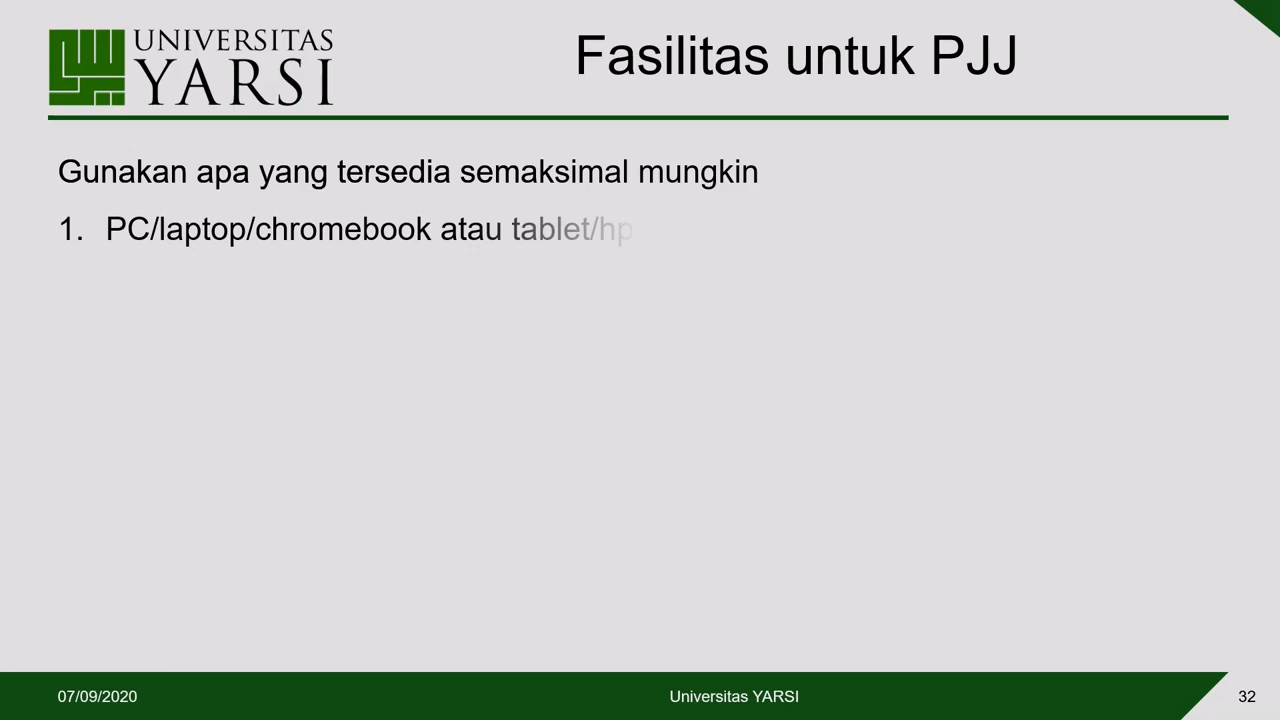 UNIVERSITAS
YARSI
Fasilitas untuk PJJ
Gunakan apa yang tersedia semaksimal mungkin
1. PC/laptop/chromebook atau tablet/hp
07/09/2020
Universitas YARSI
32